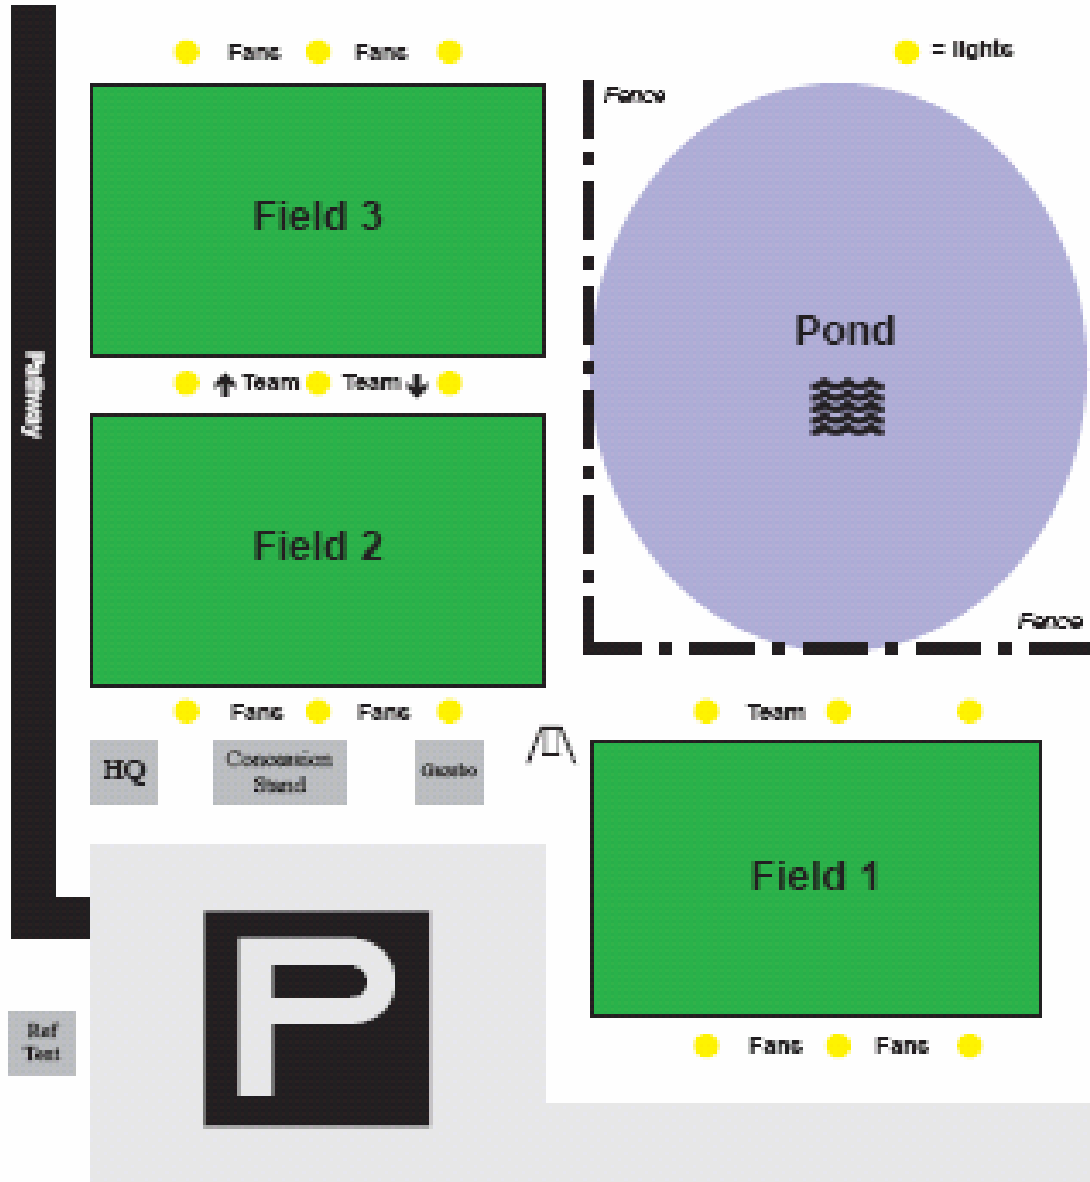 Fans Fans
= lights
Fence
Field 3
Pond
Pathway
Team Team
Field 2
Fence
Fans Fans
Team
HQ
Concession
Stand
Gazebo
Field 1
P
Ref
Tent
Fans Fans